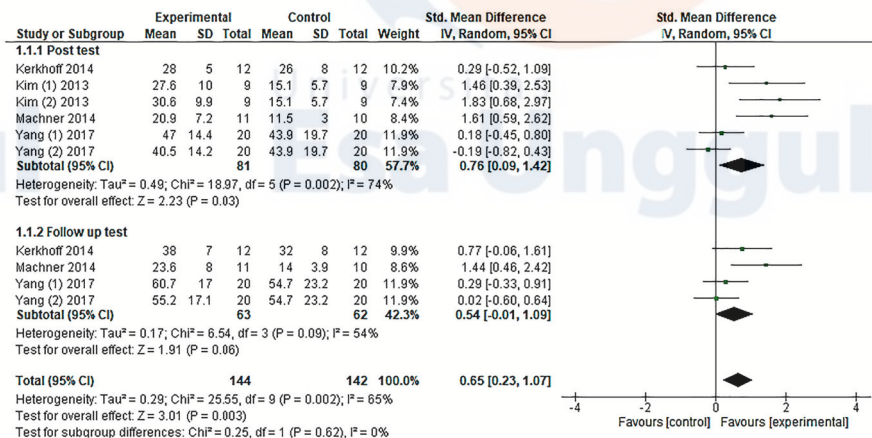 Experimental Control Std. Mean Difference Std. Mean Difference
Study or Subgroup Mean SD Total Mean SD Total Weight IV, Random, 95% CI IV, Random, 95% CI
1.1.1 Post test
Kerkhoff 2014 28 5 12 26 8 12 10.2% 0.29 [-0.52, 1.09]
Kim (1) 2013 27.6 10 9 15.1 5.7 9 7.9% 1.46 [0.39, 2.53]
Kim (2) 2013 30.6 9.9 9 15.1 5.7 9 7.4% 1.83 [0.68, 2.97]
Machner 2014 20.9 7.2 11 11.5 3 10 8.4% 1.61 [0.59, 2.62]
Yang (1) 2017 47 14.4 20 43.9 19.7 20 11.9% 0.18 [-0.45, 0.80]
Yang (2) 2017 40.5 14.2 20 43.9 19.7 20 11.9% -0.19 [-0.82, 0.43]
Subtotal (95% CI) 81 80 57.7% 0.76 [0.09, 1.42]
Heterogeneity: Tau² = 0.49; Chi² = 18.97, df = 5 (P = 0.002); I² = 74%
Test for overall effect: Z = 2.23 (P = 0.03)
1.1.2 Follow up test
Kerkhoff 2014 38 7 12 32 8 12 9.9% 0.77 [-0.06, 1.61]
Machner 2014 23.6 8 11 14 3.9 10 8.6% 1.44 [0.46, 2.42]
Yang (1) 2017 60.7 17 20 54.7 23.2 20 11.9% 0.29 [-0.33, 0.91]
Yang (2) 2017 55.2 17.1 20 54.7 23.2 20 11.9% 0.02 [-0.60, 0.64]
Subtotal (95% CI) 63 62 42.3% 0.54 [-0.01, 1.09]
Heterogeneity: Tau² = 0.17; Chi² = 6.54, df = 3 (P = 0.09); I² = 54%
Test for overall effect: Z = 1.91 (P = 0.06)
Total (95% CI) 144 142 100.0% 0.65 [0.23, 1.07]
Heterogeneity: Tau² = 0.29; Chi² = 25.55, df = 9 (P = 0.002); I² = 65%
Test for overall effect: Z = 3.01 (P = 0.003)
Test for subgroup differences: Chi² = 0.25, df = 1 (P = 0.62), I² = 0%
-4 -2 0 2 4
Favours [control] Favours [experimental]
Univers
Esa Unggul